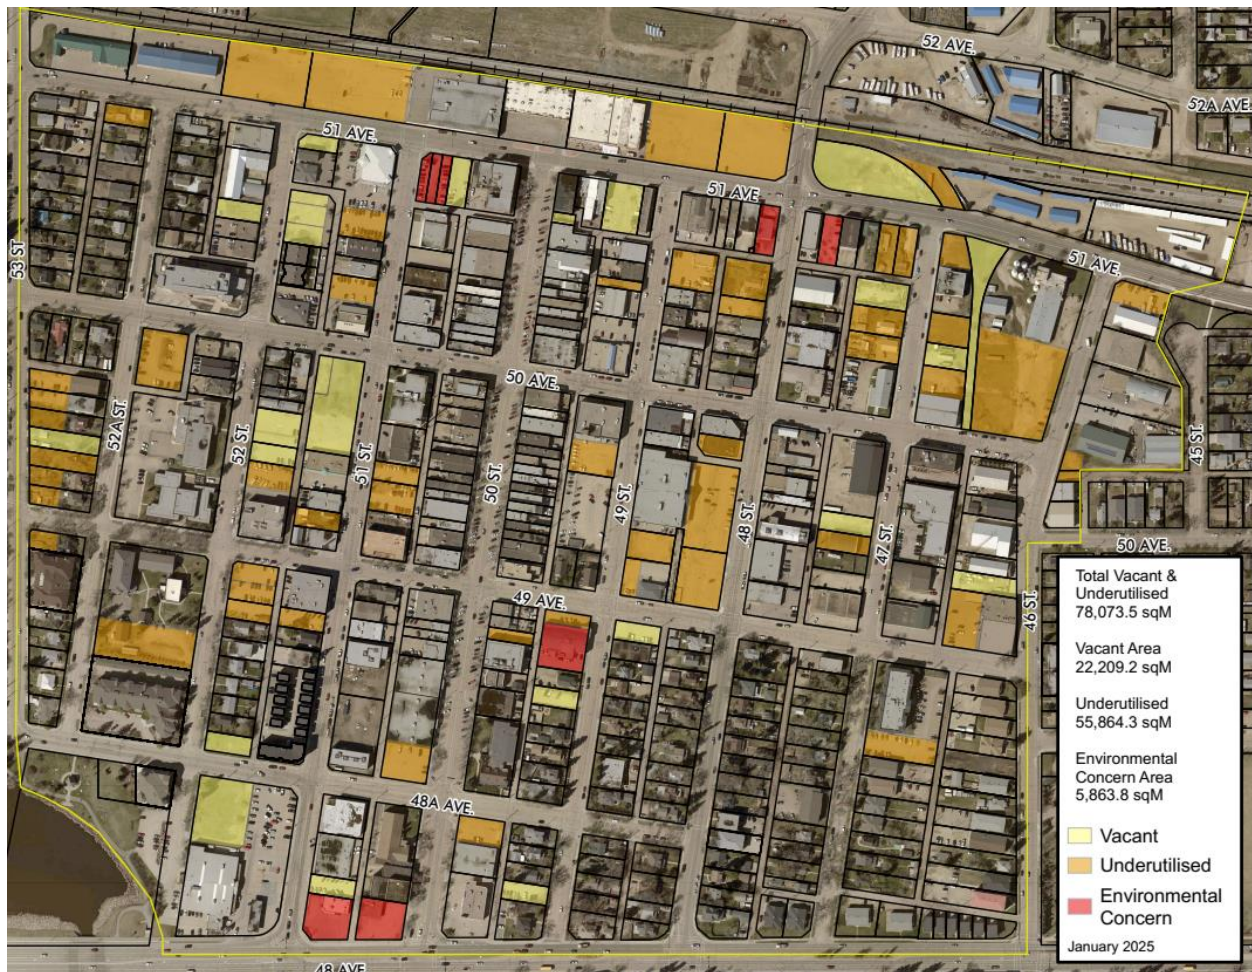 52 AVE.
52A AVE.
51 AVE.
51 AVE.
51 AVE.
53 ST.
50 AVE.
52A ST.
52 ST.
51 ST.
50 ST.
49 ST.
48 ST.
47 ST.
45 ST.
50 AVE.
49 AVE.
46 ST.
48A AVE.
48 AVE.
Total Vacant &
Underutilised
78,073.5 sqM
Vacant Area
22,209.2 sqM
Underutilised
55,864.3 sqM
Environmental
Concern Area
5,863.8 sqM
Vacant
Underutilised
Environmental
Concern
January 2025